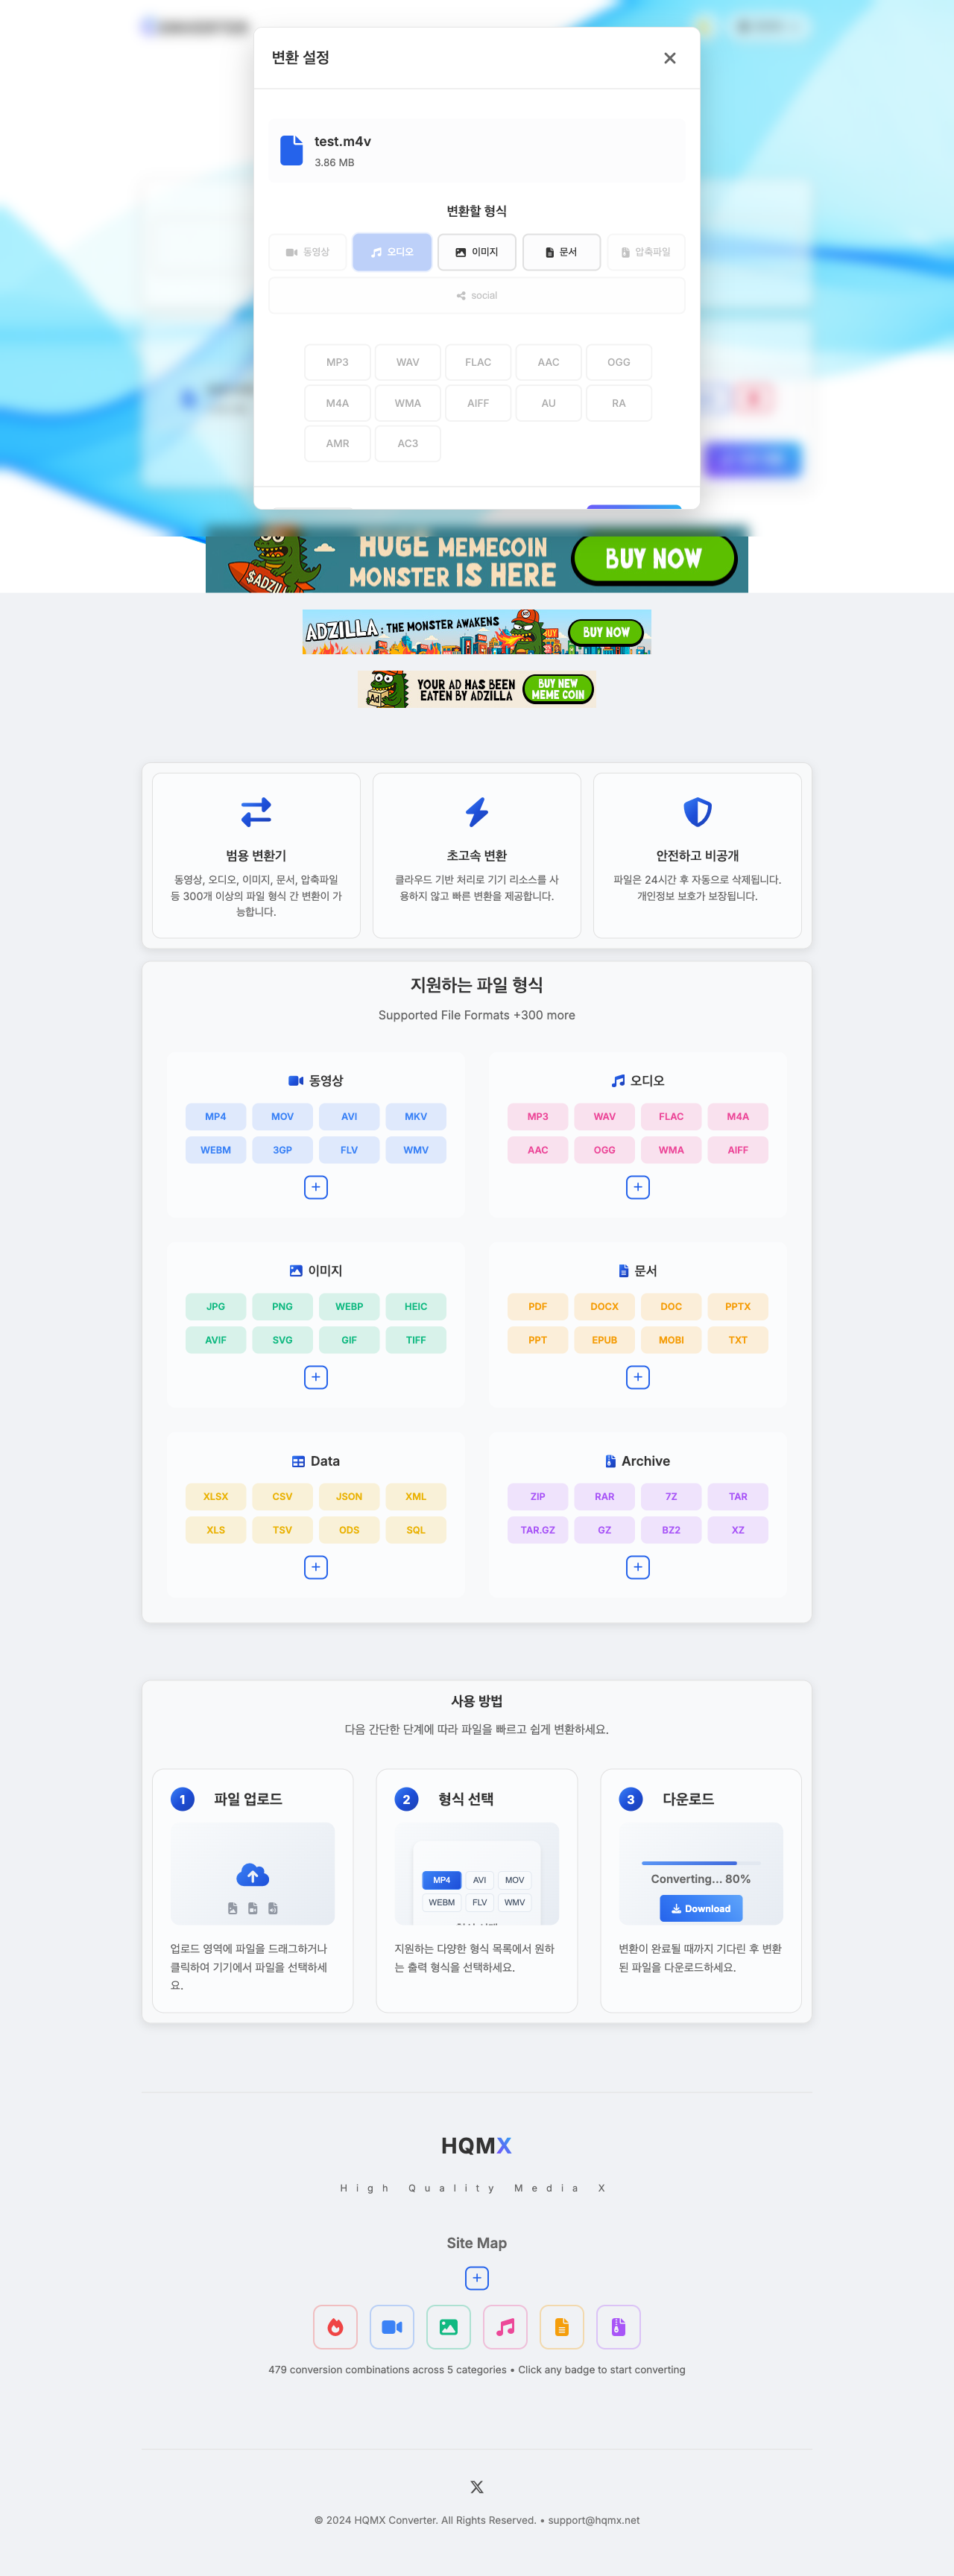 변환 설정
test.m4v
3.86 MB
변환할 형식
동영상
오디오
이미지
문서
압축파일
social
MP3
WAV
FLAC
AAC
OGG
M4A
WMA
AIFF
AU
RA
AMR
AC3
$ADZILLA
HUGE MEMECOIN
MONSTER IS HERE
BUY NOW
ADZILLA: THE MONSTER AWAKENS
BUY NOW
Ad
YOUR AD HAS BEEN
EATEN BY ADZILLA
BUY NEW
MEME COIN
범용 변환기
동영상, 오디오, 이미지, 문서, 압축파일
등 300개 이상의 파일 형식 간 변환이 가
능합니다.
초고속 변환
클라우드 기반 처리로 기기 리소스를 사
용하지 않고 빠른 변환을 제공합니다.
안전하고 비공개
파일은 24시간 후 자동으로 삭제됩니다.
개인정보 보호가 보장됩니다.
지원하는 파일 형식
Supported File Formats +300 more
동영상
MP4
MOV
AVI
MKV
WEBM
3GP
FLV
WMV
오디오
MP3
WAV
FLAC
M4A
AAC
OGG
WMA
AIFF
이미지
JPG
PNG
WEBP
HEIC
AVIF
SVG
GIF
TIFF
문서
PDF
DOCX
DOC
PPTX
PPT
EPUB
MOBI
TXT
Data
XLSX
CSV
JSON
XML
XLS
TSV
ODS
SQL
Archive
ZIP
RAR
7Z
TAR
TAR.GZ
GZ
BZ2
XZ
사용 방법
다음 간단한 단계에 따라 파일을 빠르고 쉽게 변환하세요.
1 파일 업로드
업로드 영역에 파일을 드래그하거나
클릭하여 기기에서 파일을 선택하세
요.
2 형식 선택
MP4
AVI
MOV
WEBM
FLV
WMV
지원하는 다양한 형식 목록에서 원하
는 출력 형식을 선택하세요.
3 다운로드
Converting... 80%
Download
변환이 완료될 때까지 기다린 후 변환
된 파일을 다운로드하세요.
HQMX
High Quality Media X
Site Map
479 conversion combinations across 5 categories • Click any badge to start converting
© 2024 HQMX Converter. All Rights Reserved. • support@hqmx.net